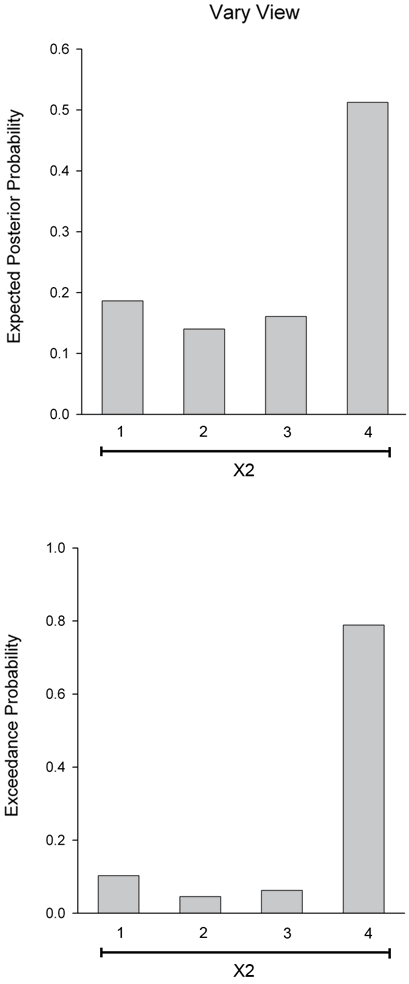 Vary View
Expected Posterior Probability
0.6
0.5
0.4
0.3
0.2
0.1
0.0
1 2 3 4
X2
Exceedance Probability
1.0
0.8
0.6
0.4
0.2
0.0
1 2 3 4
X2